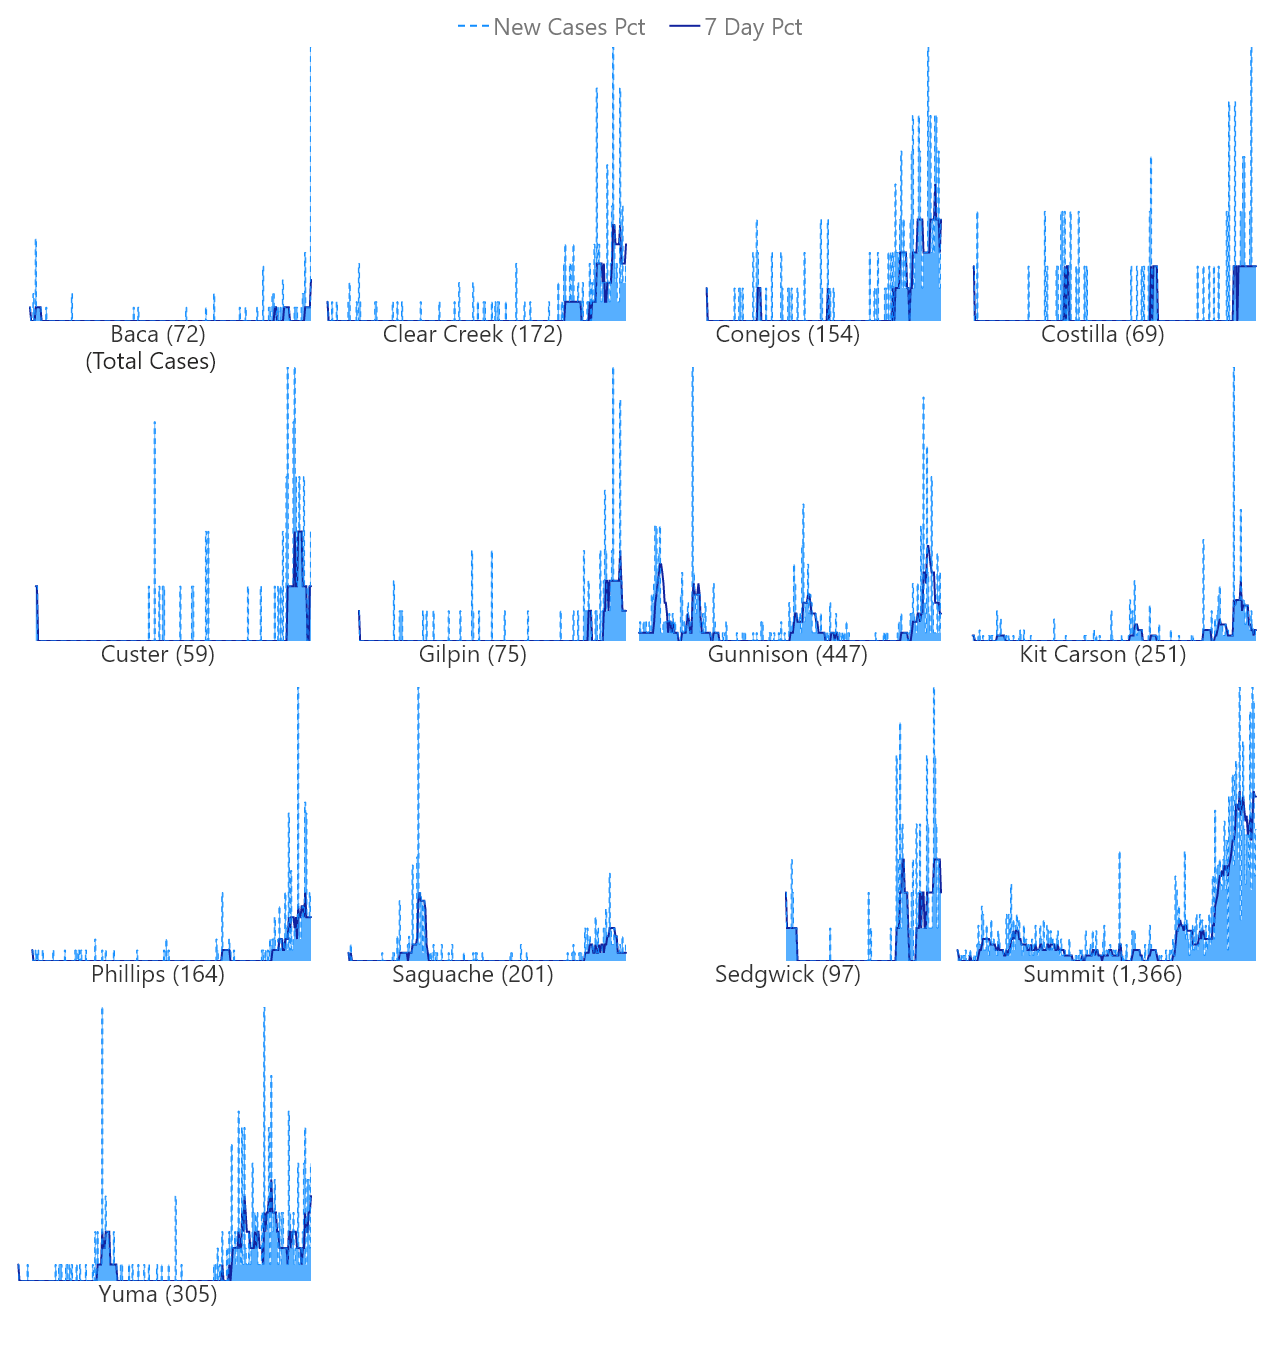 New Cases Pct 7 Day Pct
Baca (72)
(Total Cases)
Clear Creek (172)
Conejos (154)
Costilla (69)
Custer (59)
Gilpin (75)
Gunnison (447)
Kit Carson (251)
Phillips (164)
Saguache (201)
Sedgwick (97)
Summit (1,366)
Yuma (305)